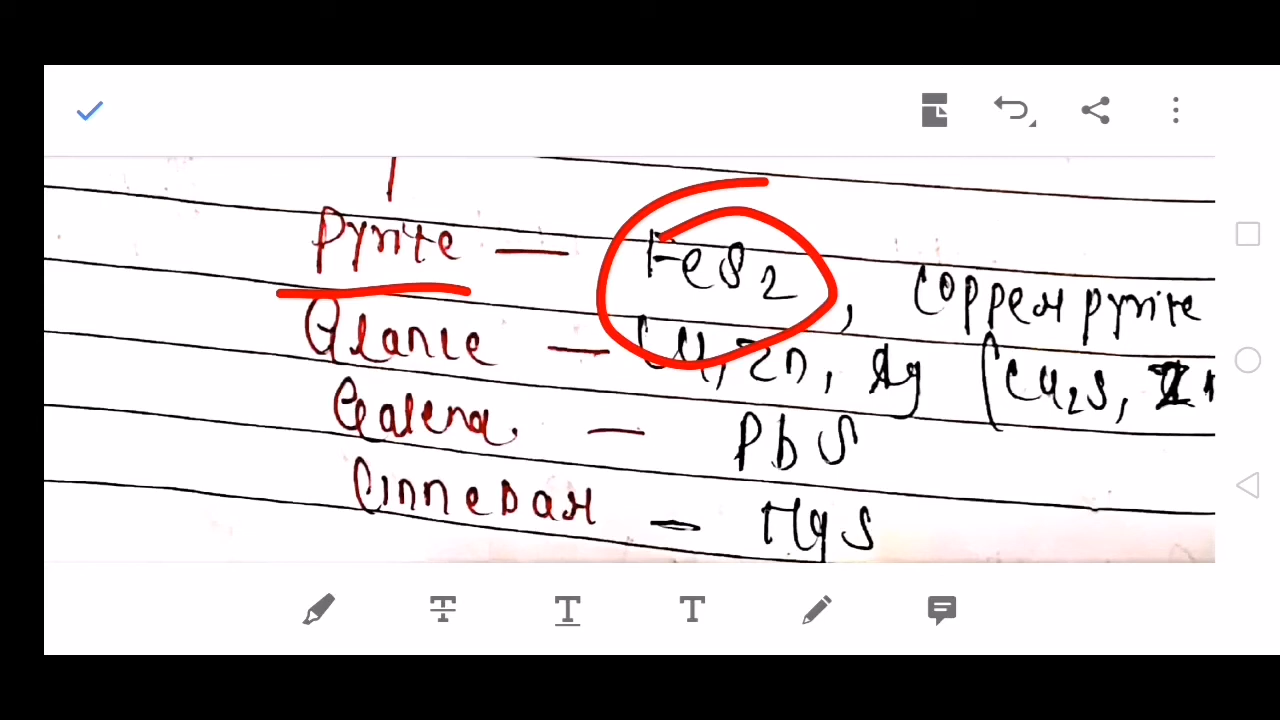 Pyrite — FeS2, Copper pyrite
Glance — Cu, Zn, Ag (Cu2S, Z
Galena — PbS
Cinnebar — HgS